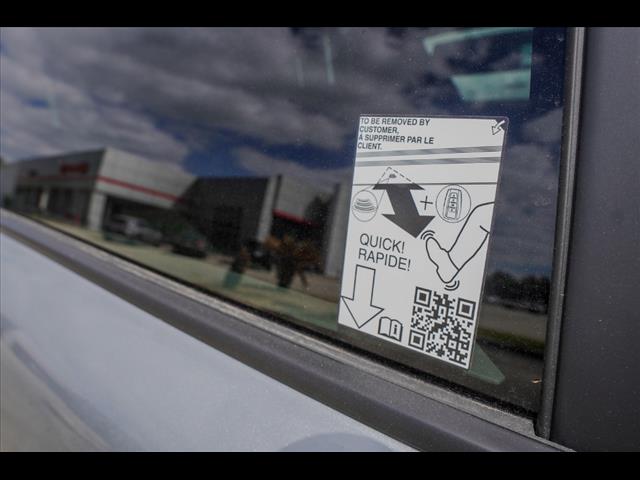 TO BE REMOVED BY
CUSTOMER,
À SUPPRIMER PAR LE
CLIENT.
+
QUICK!
RAPIDE!